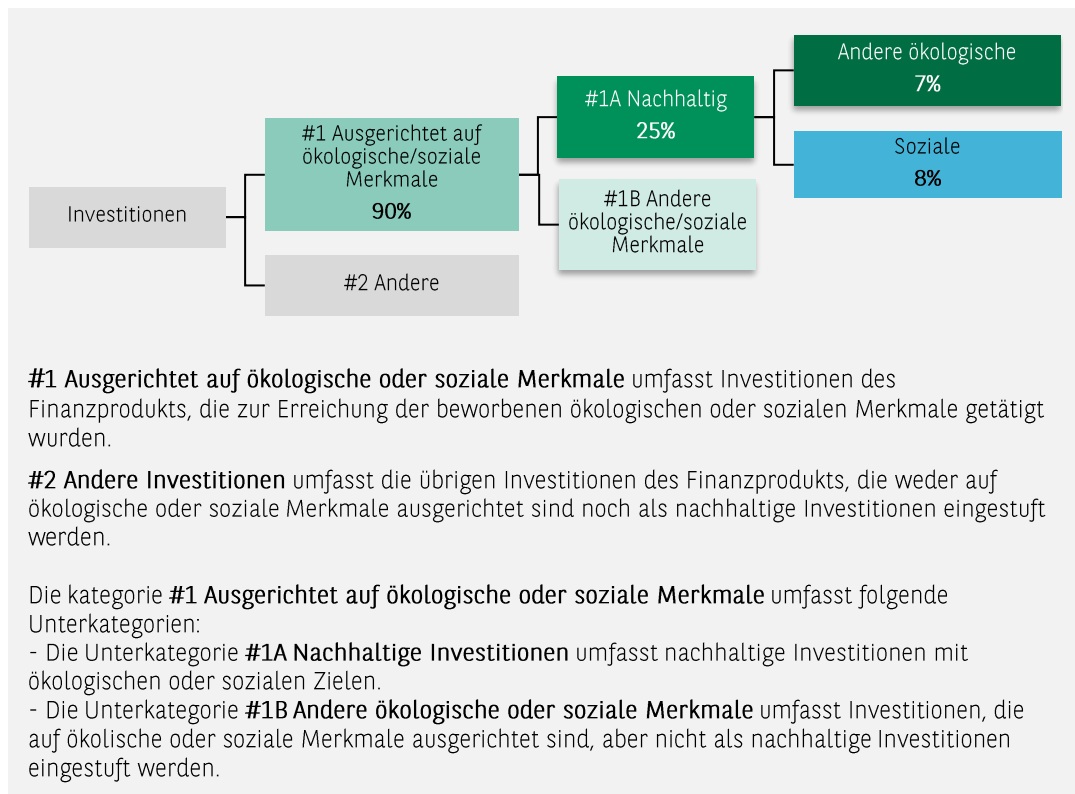 Andere ökologische
7%
#1A Nachhaltig
25%
#1 Ausgerichtet auf
ökologische/soziale
Merkmale
90%
Soziale
8%
Investitionen
#1B Andere
ökologische/soziale
Merkmale
#2 Andere
#1 Ausgerichtet auf ökologische oder soziale Merkmale umfasst Investitionen des
Finanzprodukts, die zur Erreichung der beworbenen ökologischen oder sozialen Merkmale getätigt
wurden.
#2 Andere Investitionen umfasst die übrigen Investitionen des Finanzprodukts, die weder auf
ökologische oder soziale Merkmale ausgerichtet sind noch als nachhaltige Investitionen eingestuft
werden.
Die kategorie #1 Ausgerichtet auf ökologische oder soziale Merkmale umfasst folgende
Unterkategorien:
- Die Unterkategorie #1A Nachhaltige Investitionen umfasst nachhaltige Investitionen mit
ökologischen oder sozialen Zielen.
- Die Unterkategorie #1B Andere ökologische oder soziale Merkmale umfasst Investitionen, die
auf ökolische oder soziale Merkmale ausgerichtet sind, aber nicht als nachhaltige Investitionen
eingestuft werden.